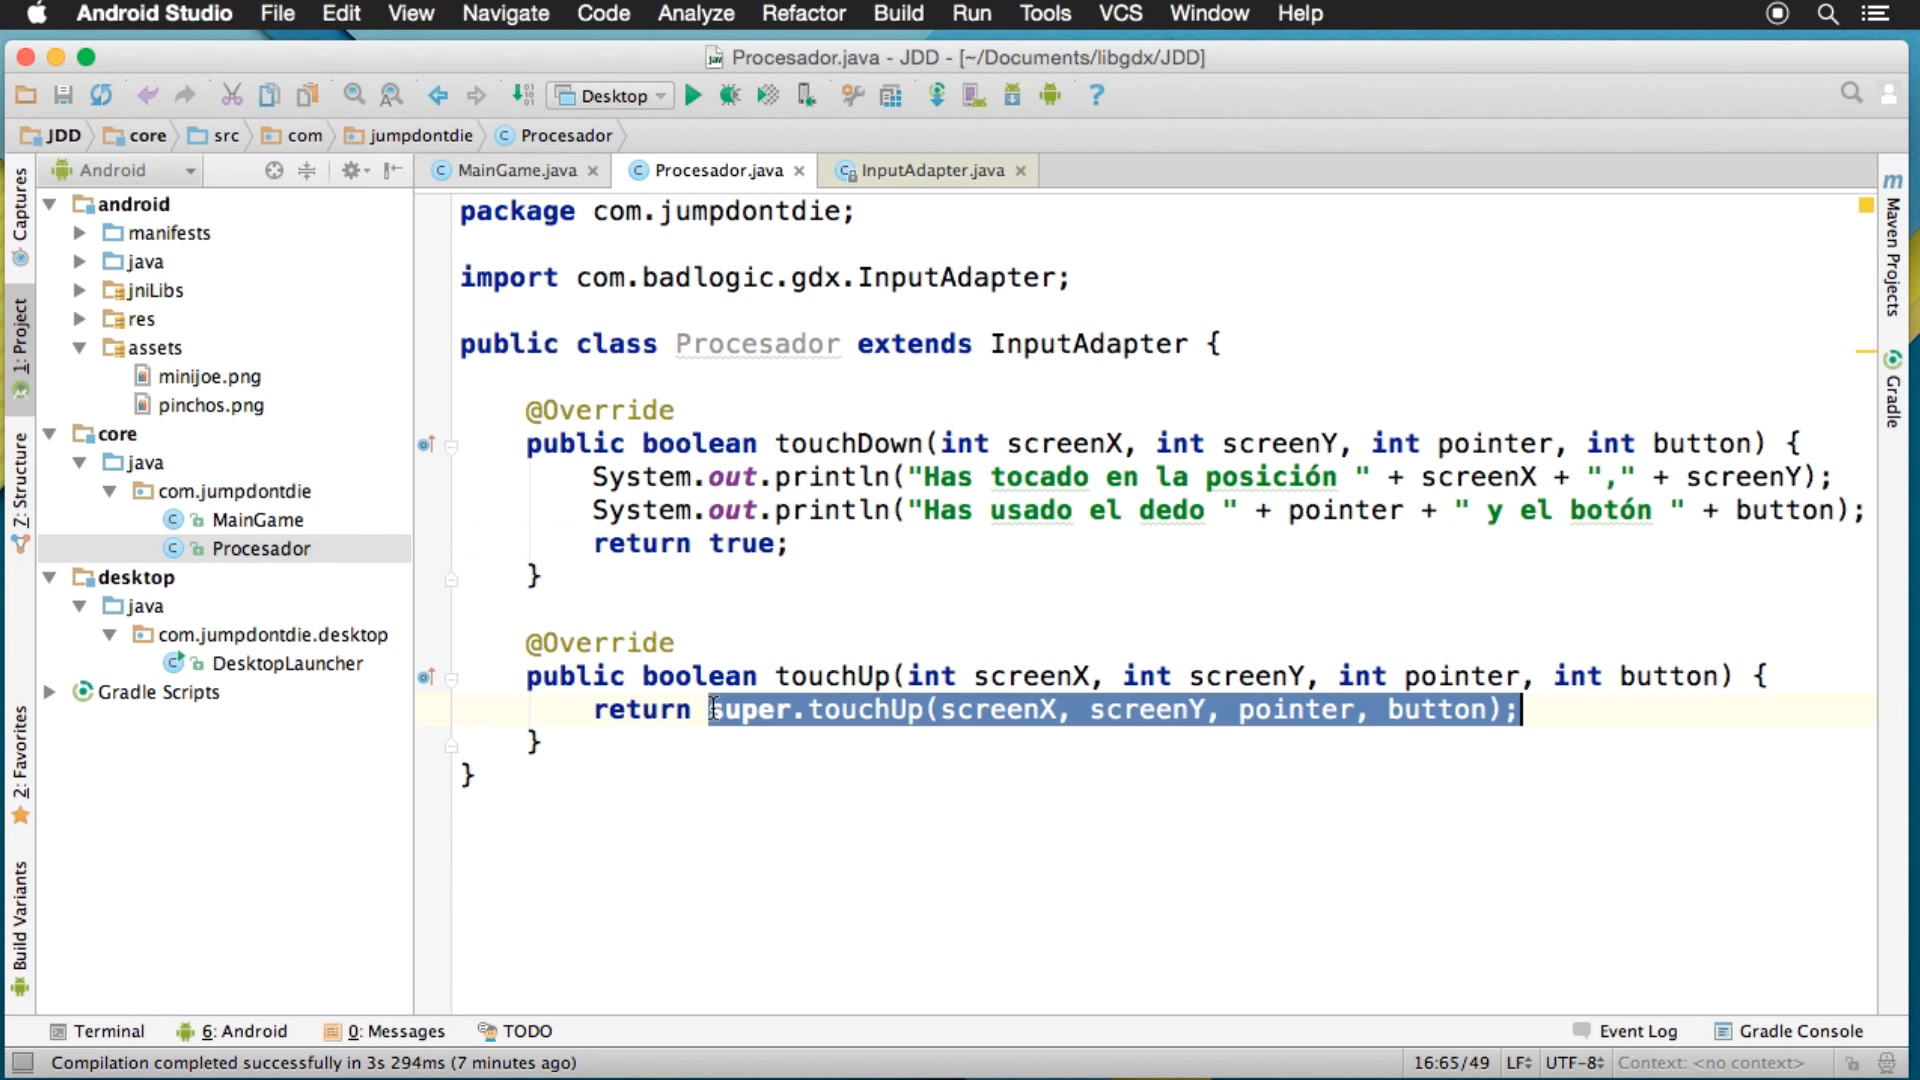 Android Studio File Edit View Navigate Code Analyze Refactor Build Run Tools VCS Window Help
Procesador.java - JDD - [~/Documents/libgdx/JDD]
Desktop
JDD core src com jumpdontdie Procesador
Android
MainGame.java Procesador.java InputAdapter.java
Captures
1: Project
7: Structure
2: Favorites
Build Variants
android
manifests
java
jniLibs
res
assets
minijoe.png
pinchos.png
core
java
com.jumpdontdie
MainGame
Procesador
desktop
java
com.jumpdontdie.desktop
DesktopLauncher
Gradle Scripts
package com.jumpdontdie;
import com.badlogic.gdx.InputAdapter;
public class Procesador extends InputAdapter {
@Override
public boolean touchDown(int screenX, int screenY, int pointer, int button) {
System.out.println("Has tocado en la posición " + screenX + "," + screenY);
System.out.println("Has usado el dedo " + pointer + " y el botón " + button);
return true;
}
@Override
public boolean touchUp(int screenX, int screenY, int pointer, int button) {
return super.touchUp(screenX, screenY, pointer, button);
}
}
Maven Projects
Gradle
Terminal 6: Android 0: Messages TODO Event Log Gradle Console
Compilation completed successfully in 3s 294ms (7 minutes ago) 16:65/49 LF UTF-8 Context: <no context>